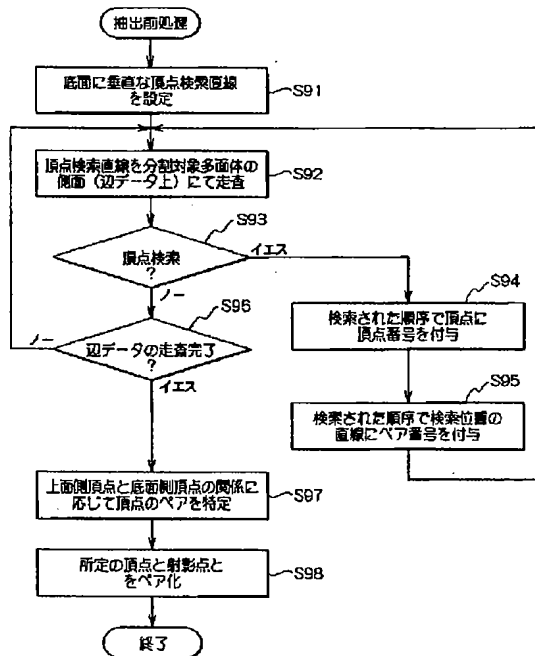 抽出前処理
底面に垂直な頂点検索直線
を設定
S91
頂点検索直線を分割対象多面体の
側面（辺データ上）にて走査
S92
S93
頂点検索
?
イエス
ノー
S94
検索された順序で頂点に
頂点番号を付与
S96
ノー
辺データの走査完了
?
イエス
S95
検索された順序で検索位置の
直線にペア番号を付与
上面側頂点と底面側頂点の関係に
応じて頂点のペアを特定
S97
所定の頂点と射影点と
をペア化
S98
終了